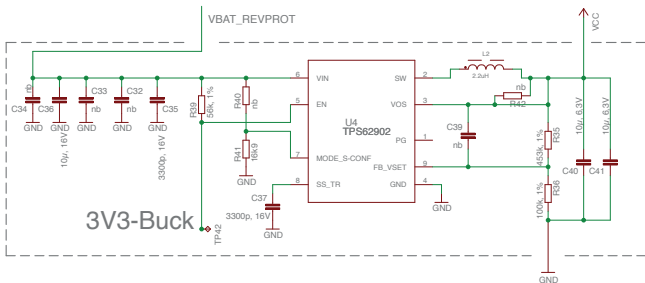 VBAT_REVPROT
VCC
nb
C34
GND
C36
10µ, 16V
GND
C33
nb
GND
C32
nb
GND
C35
3300p, 16V
GND
R39
56k, 1%
R40
nb
R41
16k9
GND
C37
3300p, 16V
GND
TP42
3V3-Buck
U4
TPS62902
6
VIN
5
EN
7
MODE_S-CONF
8
SS_TR
SW
2
VOS
3
PG
1
FB_VSET
9
GND
4
GND
L2
2.2uH
nb
R42
C39
nb
R35
453k, 1%
R36
100k, 1%
10µ, 6.3V
C40
10µ, 6.3V
C41
GND